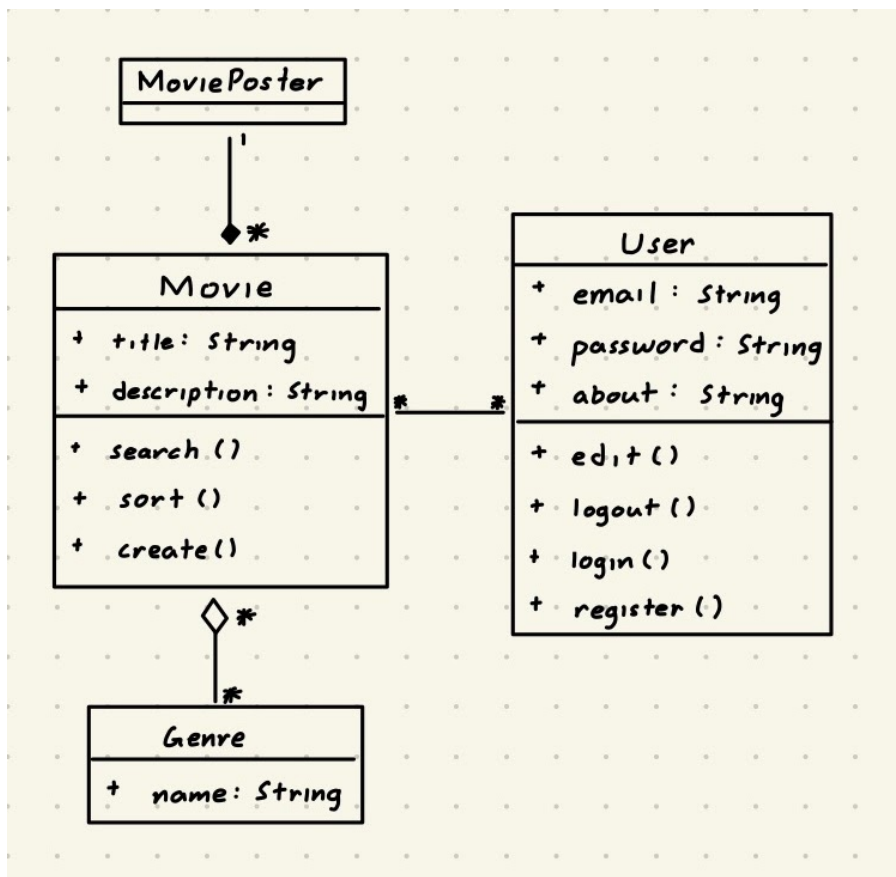 MoviePoster
1
*
Movie
+ title: String
+ description: String
+ search ()
+ sort ()
+ create()
* *
User
+ email: String
+ password: String
+ about: String
+ edit()
+ logout()
+ login()
+ register()
*
*
Genre
+ name: String